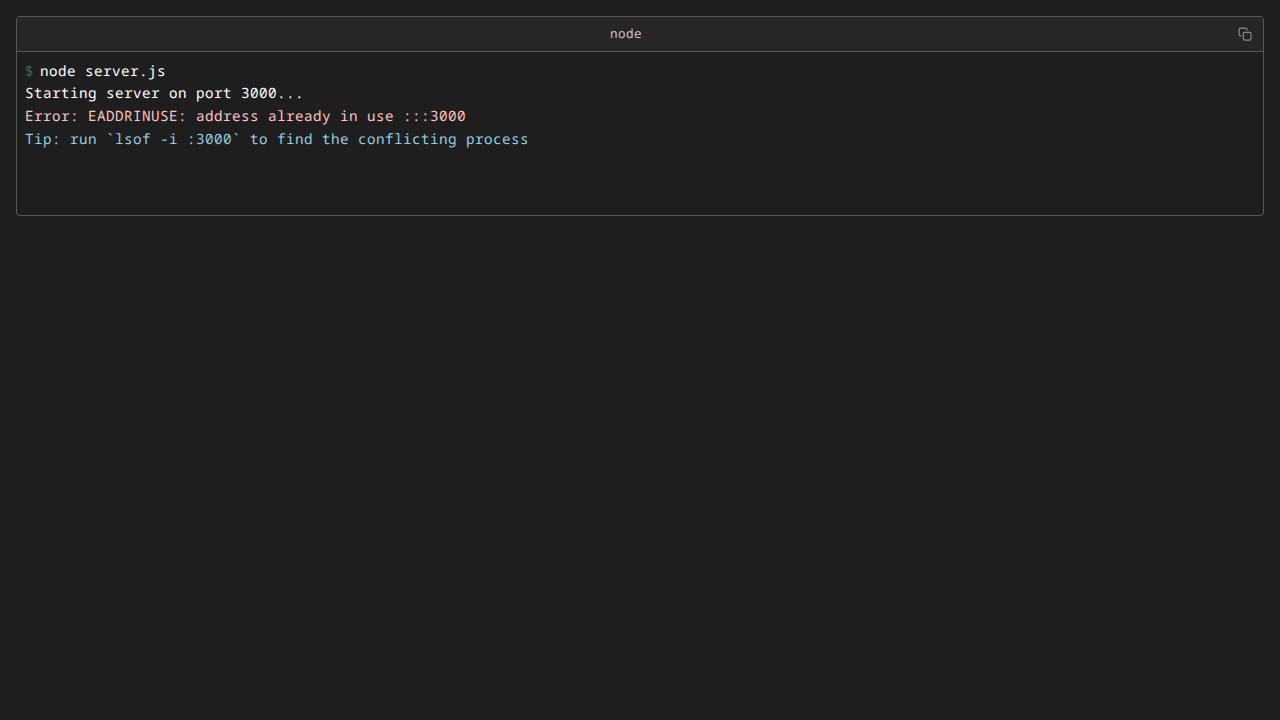 node
$ node server.js
Starting server on port 3000...
Error: EADDRINUSE: address already in use :::3000
Tip: run `lsof -i :3000` to find the conflicting process